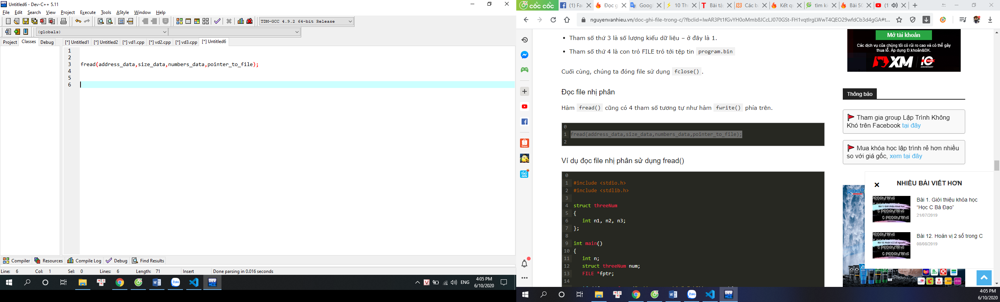 Untitled6 - Dev-C++ 5.11
File Edit Search View Project Execute Tools AStyle Window Help
TDM-GCC 4.9.2 64-bit Release
(globals)
Project Classes Debug
[*] Untitled1 [*] Untitled2 [*] vd1.cpp [*] vd2.cpp [*] vd3.cpp [*] Untitled6
1
2
3 fread(address_data,size_data,numbers_data,pointer_to_file);
4
5
6
Compiler Resources Compile Log Debug Find Results
Line: 6 Col: 1 Sel: 0 Lines: 6 Length: 71 Insert Done parsing in 0.016 seconds
ENG
4:05 PM
6/10/2020
cốc cốc
(1) Fac Đọc g Googl 10 Th Bài tập Các b Kết q tìm ki Bài 50 (1
nguyenvanhieu.vn/doc-ghi-file-trong-c/?fbclid=IwAR3Pt1fGvYH0oMmb8JCcLJ070GSt-FH1vqtIrgLWwT4QEO29wfdCb3d4gGA#t...
• Tham số thứ 3 là số lượng kiểu dữ liệu – ở đây là 1.
• Tham số thứ 4 là con trỏ FILE trỏ tới tệp tin program.bin
Cuối cùng, chúng ta đóng file sử dụng fclose().
Đọc file nhị phân
Hàm fread() cũng có 4 tham số tương tự như hàm fwrite() phía trên.
0
1 fread(address_data,size_data,numbers_data,pointer_to_file);
2
Ví dụ đọc file nhị phân sử dụng fread()
0
1 #include <stdio.h>
2 #include <stdlib.h>
3
4 struct threeNum
5 {
6 int n1, n2, n3;
7 };
8
9 int main()
10 {
11 int n;
12 struct threeNum num;
13 FILE *fptr;
14
Mở tài khoản
Các dịch vụ của chúng tôi có rủi ro cao và có thể gây
thua lỗ. Áp dụng Đ.khoản&ĐK.
XM 10 YEARS
ANNIVERSARY
Thông báo
Tham gia group Lập Trình Không
Khó trên Facebook tại đây
Mua khóa học lập trình rẻ hơn nhiều
so với giá gốc, xem tại đây
ROHTO
NHIỀU BÀI VIẾT HƠN
Bài 1. Giới thiệu khóa học
“Học C Bá Đạo”
21/07/2019
Bài 12. Hoán vị 2 số trong C
08/08/2019
4:05 PM
6/10/2020